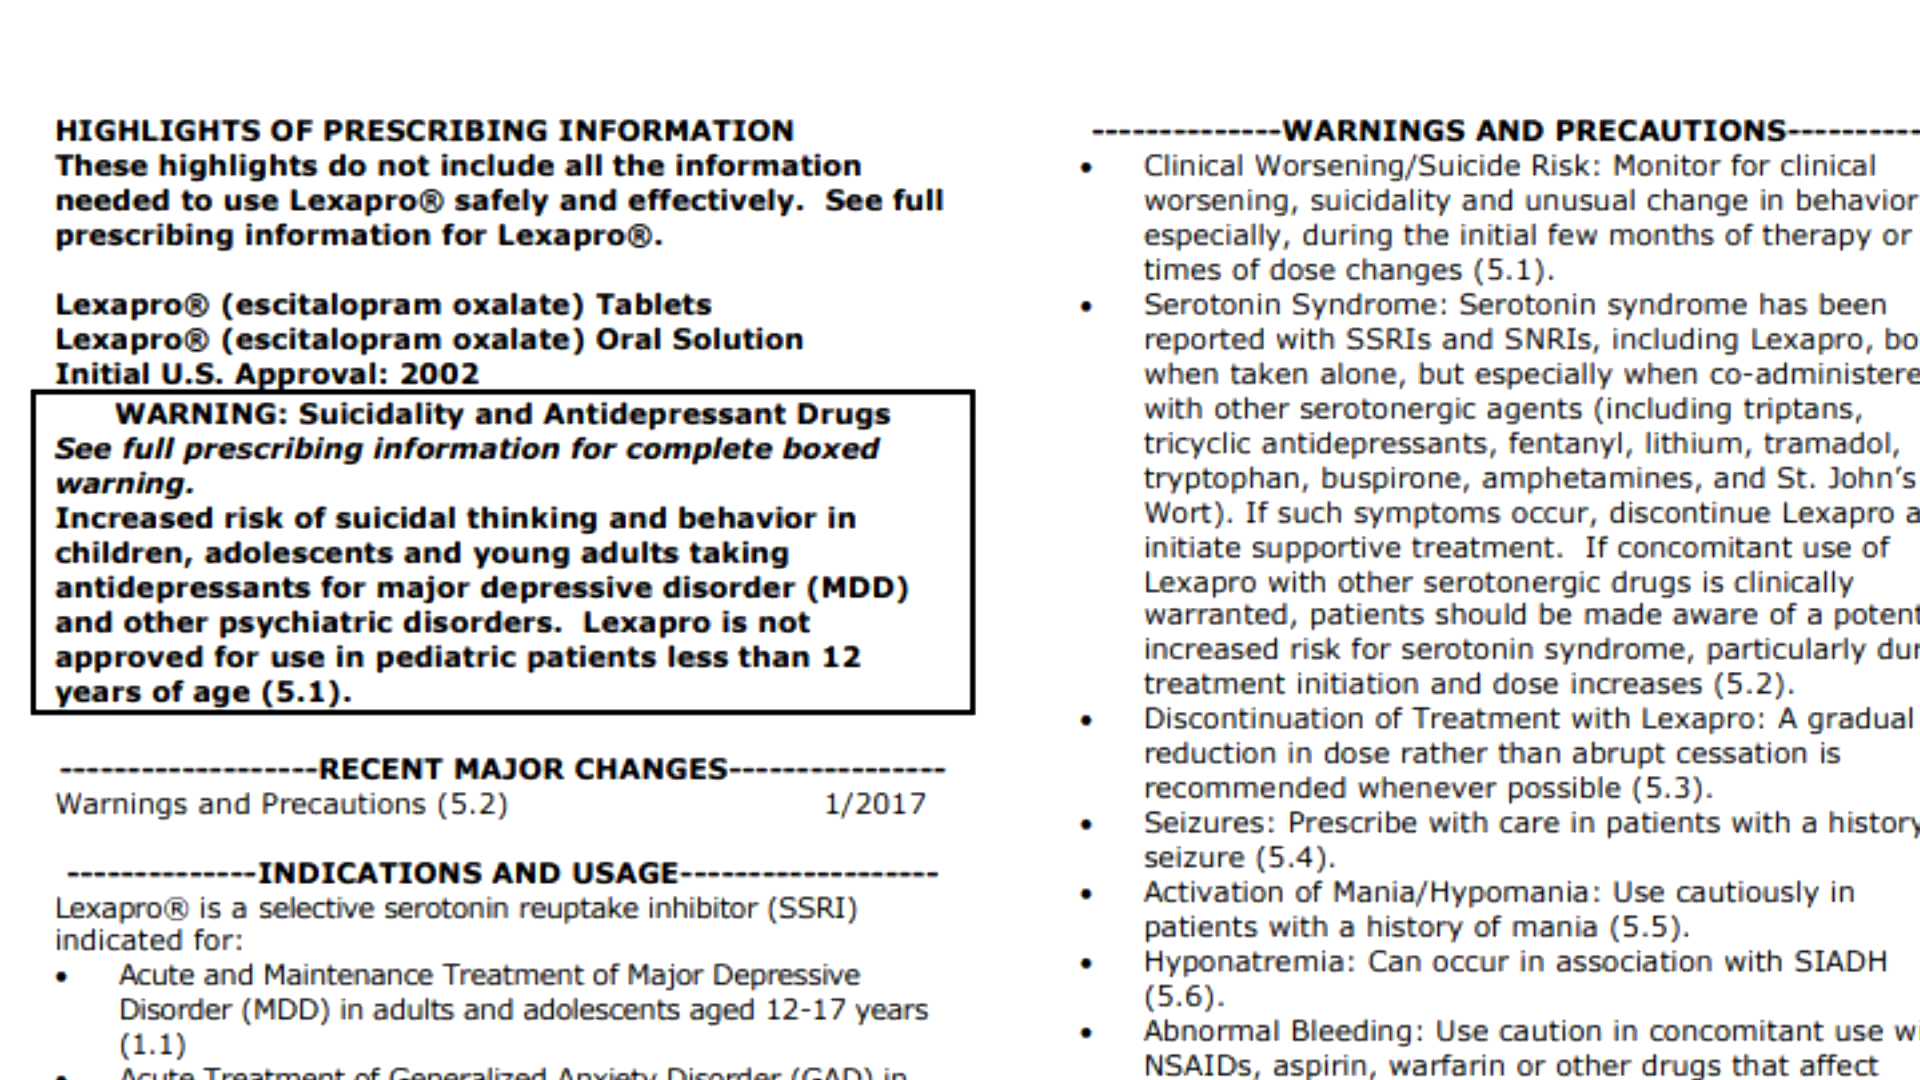 HIGHLIGHTS OF PRESCRIBING INFORMATION
These highlights do not include all the information
needed to use Lexapro® safely and effectively.  See full
prescribing information for Lexapro®.
Lexapro® (escitalopram oxalate) Tablets
Lexapro® (escitalopram oxalate) Oral Solution
Initial U.S. Approval: 2002
WARNING: Suicidality and Antidepressant Drugs
See full prescribing information for complete boxed
warning.
Increased risk of suicidal thinking and behavior in
children, adolescents and young adults taking
antidepressants for major depressive disorder (MDD)
and other psychiatric disorders.  Lexapro is not
approved for use in pediatric patients less than 12
years of age (5.1).
-------------------RECENT MAJOR CHANGES----------------
Warnings and Precautions (5.2) 1/2017
--------------INDICATIONS AND USAGE-------------------
Lexapro® is a selective serotonin reuptake inhibitor (SSRI)
indicated for:
• Acute and Maintenance Treatment of Major Depressive
Disorder (MDD) in adults and adolescents aged 12-17 years
(1.1)
• Acute Treatment of Generalized Anxiety Disorder (GAD) in
--------------WARNINGS AND PRECAUTIONS----------
• Clinical Worsening/Suicide Risk: Monitor for clinical
worsening, suicidality and unusual change in behavior
especially, during the initial few months of therapy or
times of dose changes (5.1).
• Serotonin Syndrome: Serotonin syndrome has been
reported with SSRIs and SNRIs, including Lexapro,
when taken alone, but especially when
with other serotonergic agents (including triptans,
tricyclic antidepressants, fentanyl, lithium, tramadol,
tryptophan, buspirone, amphetamines, and St. John’s
Wort). If such symptoms occur, discontinue Lexapro
initiate supportive treatment.  If concomitant use of
Lexapro with other serotonergic drugs is clinically
warranted, patients should be made aware of a
increased risk for serotonin syndrome, particularly
treatment initiation and dose increases (5.2).
• Discontinuation of Treatment with Lexapro: A gradual
reduction in dose rather than abrupt cessation is
recommended whenever possible (5.3).
• Seizures: Prescribe with care in patients with a history
seizure (5.4).
• Activation of Mania/Hypomania: Use cautiously in
patients with a history of mania (5.5).
• Hyponatremia: Can occur in association with SIADH
(5.6).
• Abnormal Bleeding: Use caution in concomitant use
NSAIDs, aspirin, warfarin or other drugs that affect